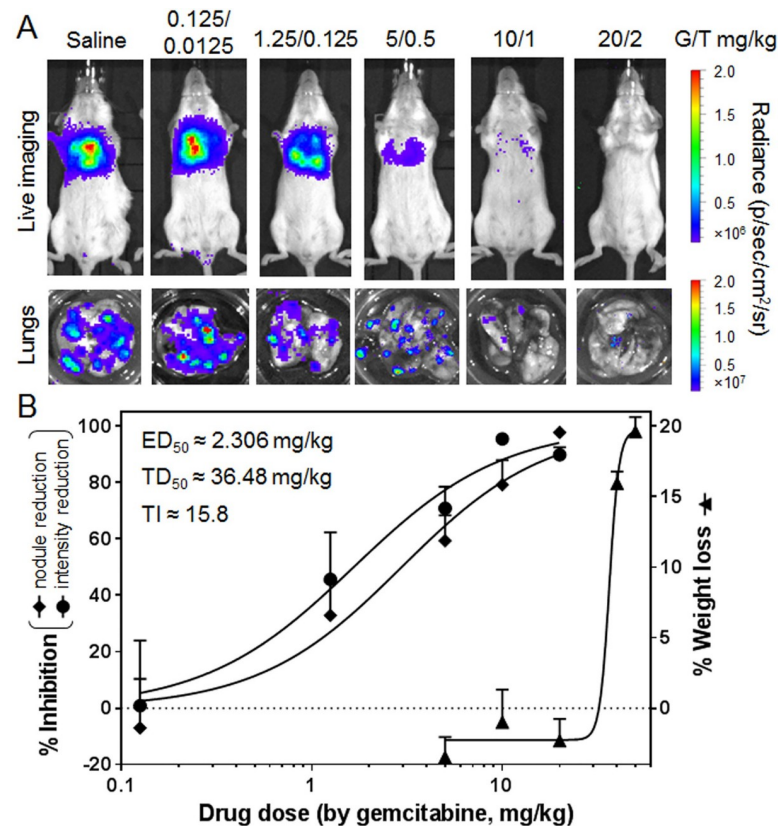 A
Saline
0.125/
0.0125
1.25/0.125
5/0.5
10/1
20/2
G/T mg/kg
Live imaging
2.0
1.5
1.0
0.5
×10⁶
Radiance (p/sec/cm²/sr)
Lungs
2.0
1.5
1.0
0.5
×10⁷
B
ED₅₀ ≈ 2.306 mg/kg
TD₅₀ ≈ 36.48 mg/kg
TI ≈ 15.8
% Inhibition
nodule reduction
intensity reduction
100
80
60
40
20
0
-20
20
15
10
5
0
% Weight loss
0.1
1
10
Drug dose (by gemcitabine, mg/kg)